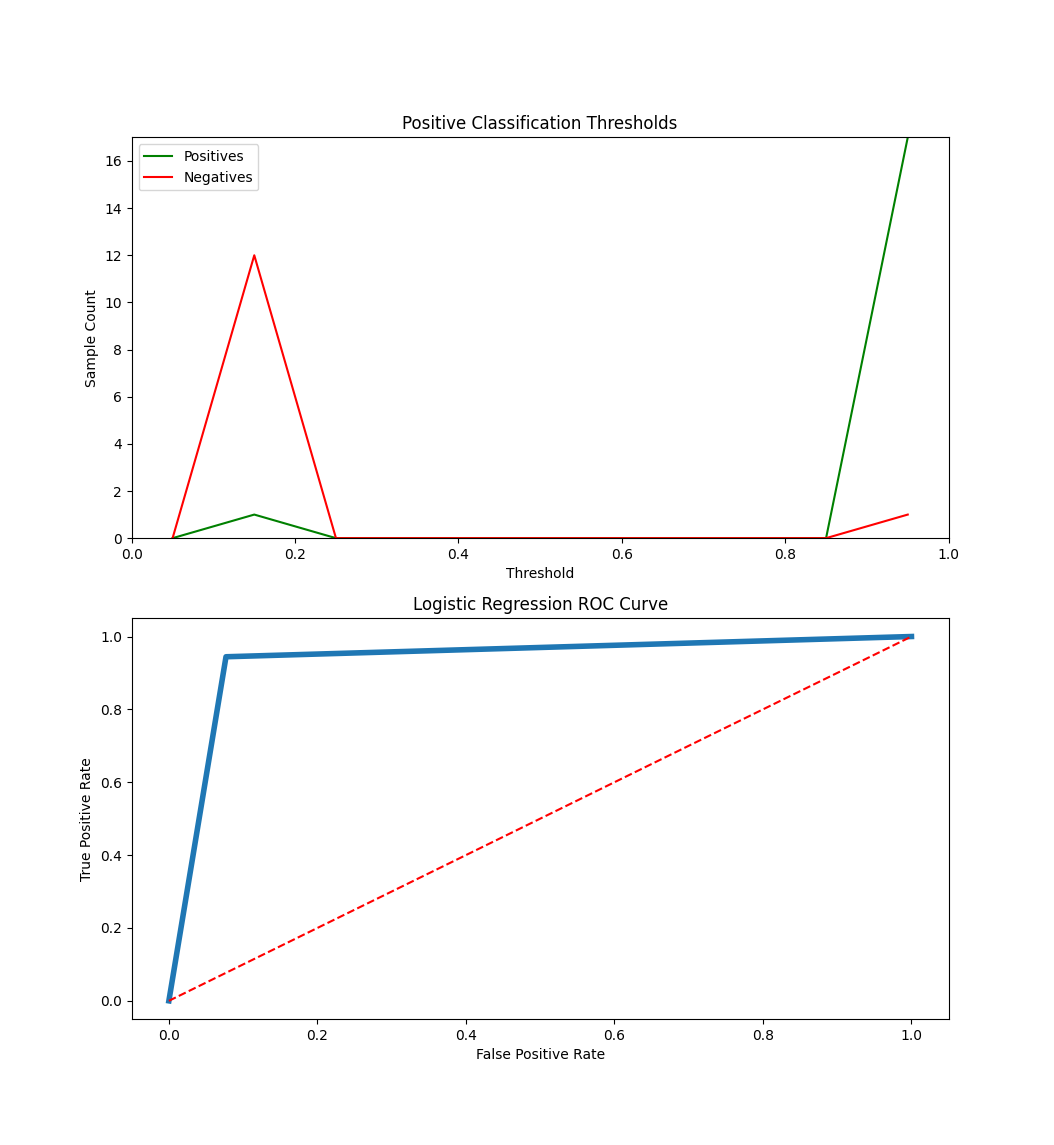 Positive Classification Thresholds
Positives
Negatives
16
14
12
10
8
6
4
2
0
Sample Count
0.0 0.2 0.4 0.6 0.8 1.0
Threshold
Logistic Regression ROC Curve
1.0
0.8
0.6
0.4
0.2
0.0
True Positive Rate
0.0 0.2 0.4 0.6 0.8 1.0
False Positive Rate